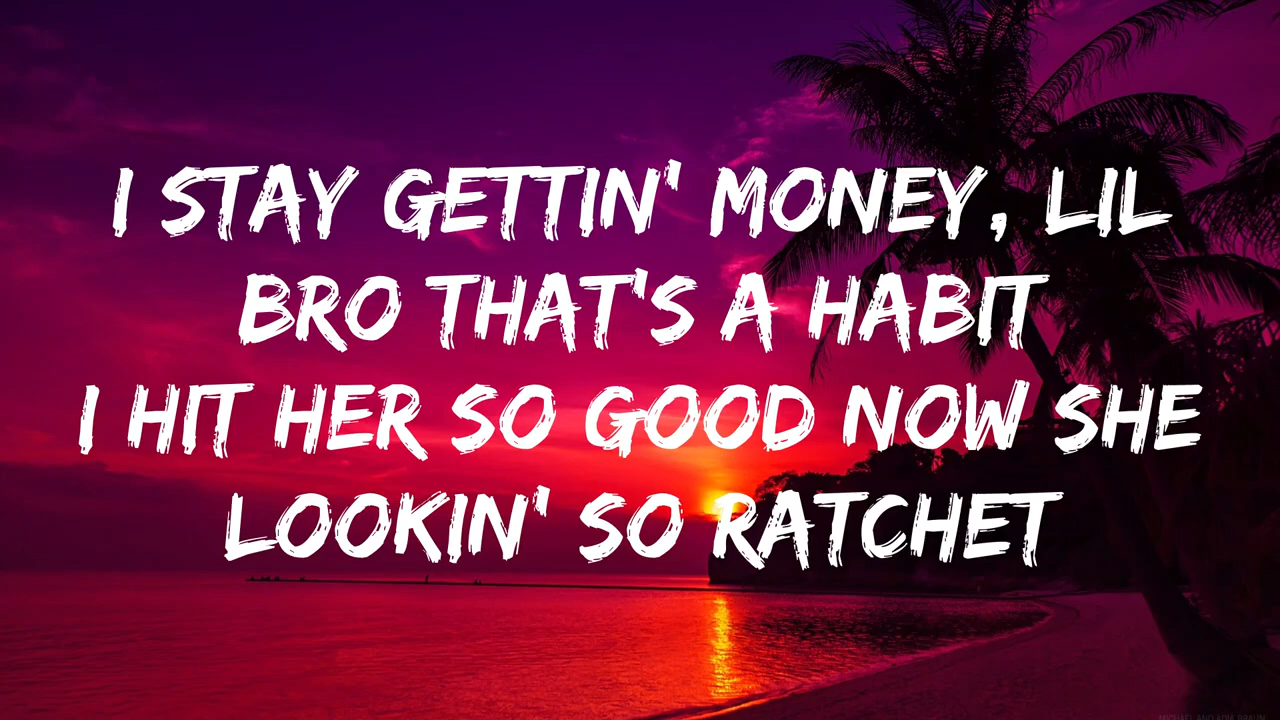 I STAY GETTIN' MONEY, LIL
BRO THAT'S A HABIT
I HIT HER SO GOOD NOW SHE
LOOKIN' SO RATCHET